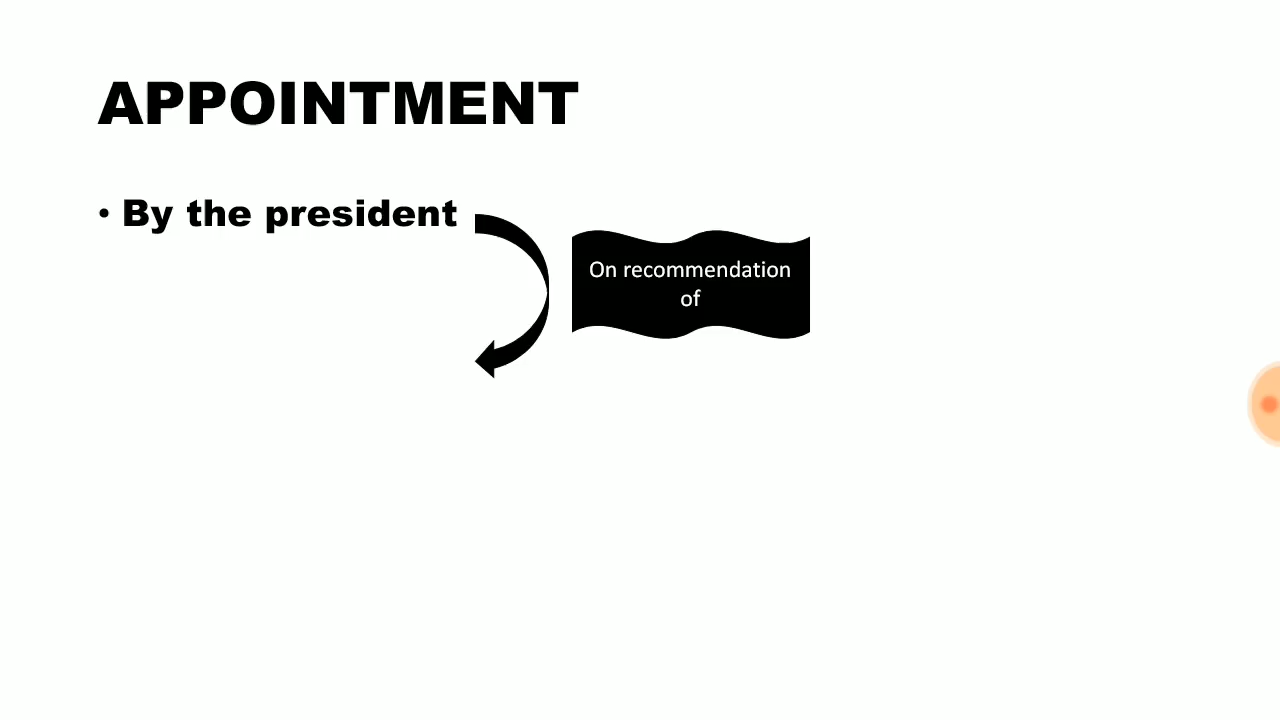 APPOINTMENT
• By the president
On recommendation
of